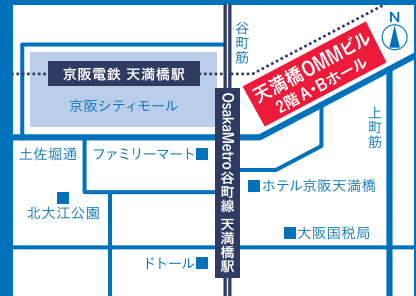 N
谷町筋
天満橋OMMビル
2階 A・Bホール
京阪電鉄 天満橋駅
京阪シティモール
上町筋
OsakaMetro谷町線 天満橋駅
土佐堀通
ファミリーマート
ホテル京阪天満橋
北大江公園
大阪国税局
ドトール